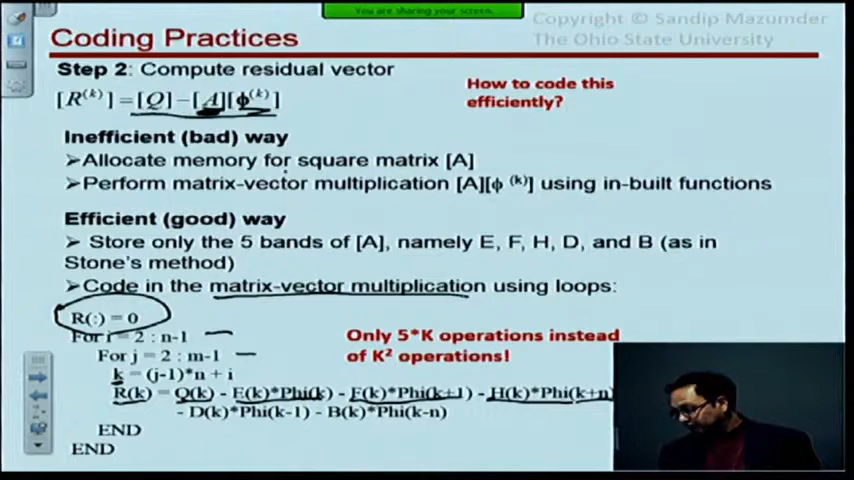 You are sharing your screen.
Copyright © Sandip Mazumder
The Ohio State University
Coding Practices
Step 2: Compute residual vector
[R^(k)] = [Q] – [A][ϕ^(k)]
How to code this
efficiently?
Inefficient (bad) way
➢Allocate memory for square matrix [A]
➢Perform matrix-vector multiplication [A][ϕ ^(k)] using in-built functions
Efficient (good) way
➢ Store only the 5 bands of [A], namely E, F, H, D, and B (as in
Stone's method)
➢Code in the matrix-vector multiplication using loops:
R(:) = 0
For i = 2 : n-1
Only 5*K operations instead
of K² operations!
For j = 2 : m-1
k = (j-1)*n + i
R(k) = Q(k) - E(k)*Phi(k) - F(k)*Phi(k+1) - H(k)*Phi(k+n)
- D(k)*Phi(k-1) - B(k)*Phi(k-n)
END
END